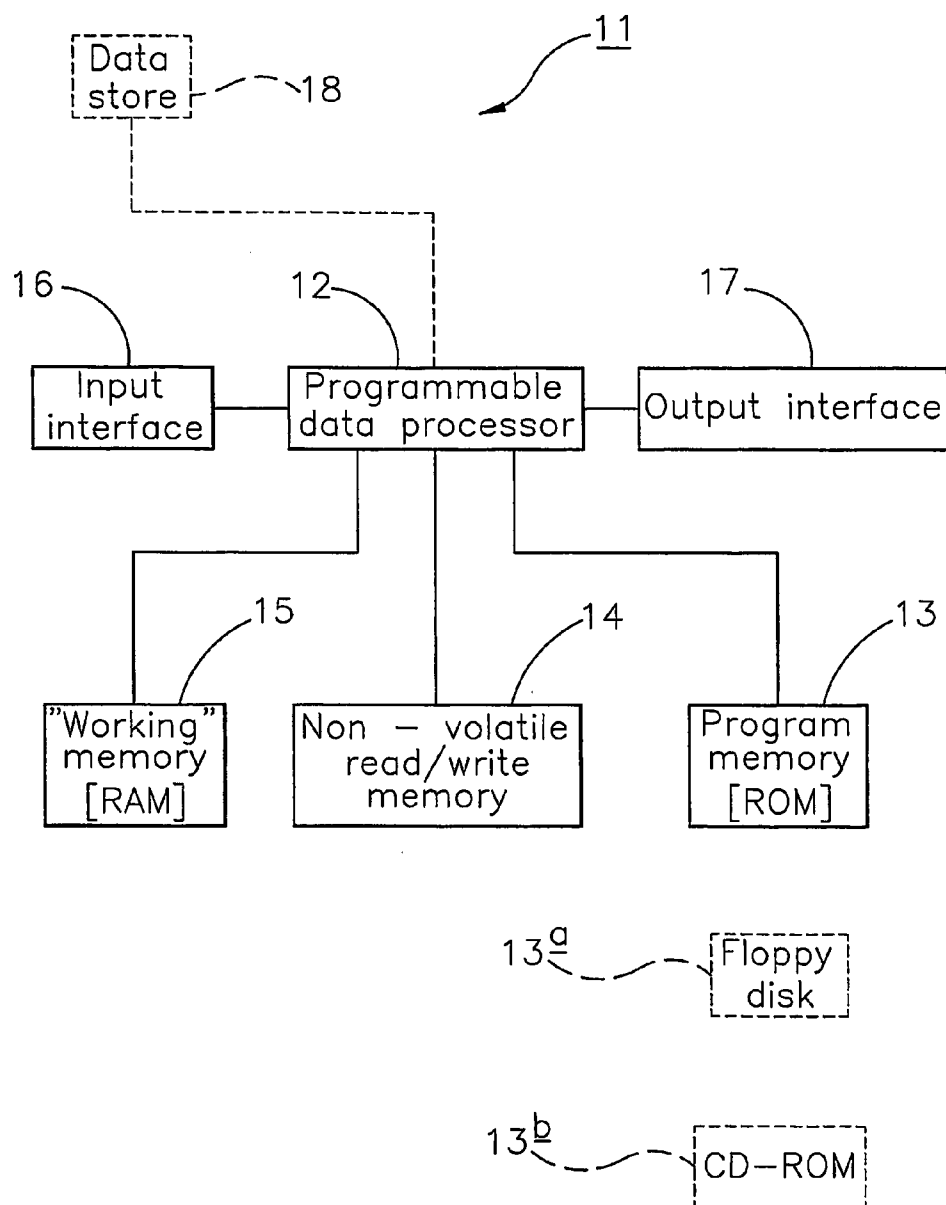 11
Data
store
18
16
12
17
Input
interface
Programmable
data processor
Output interface
15
14
13
"Working"
memory
[RAM]
Non – volatile
read/write
memory
Program
memory
[ROM]
13a
Floppy
disk
13b
CD–ROM